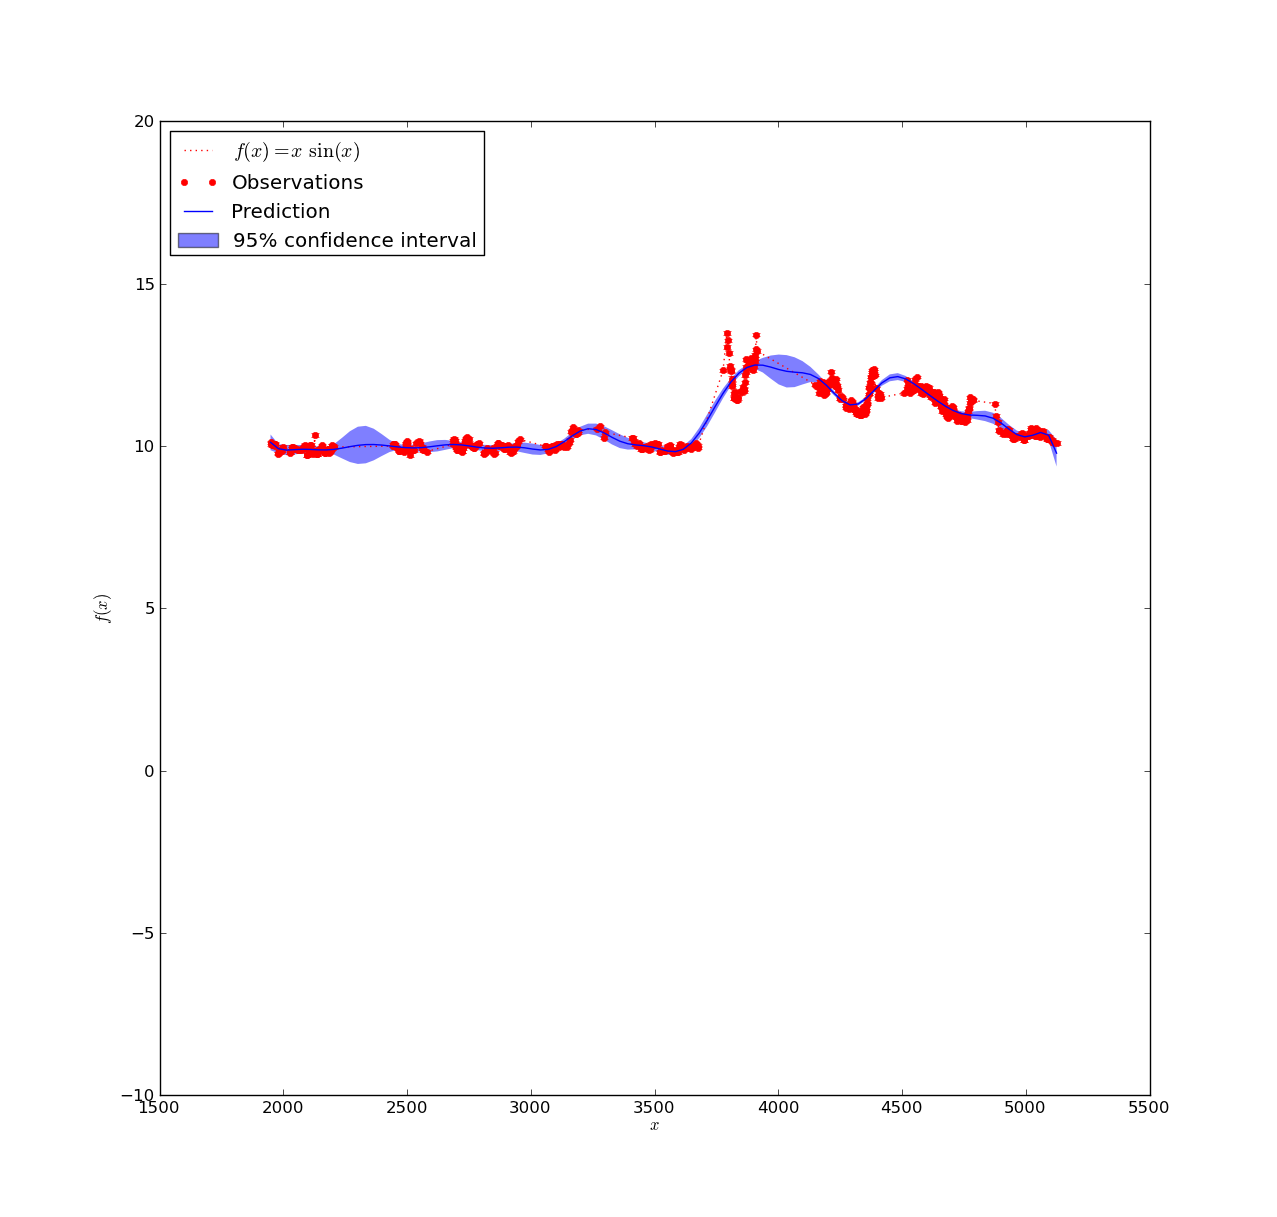 20
f(x) = x sin(x)
Observations
Prediction
95% confidence interval
15
10
5
f(x)
0
−5
−10
1500 2000 2500 3000 3500 4000 4500 5000 5500
x